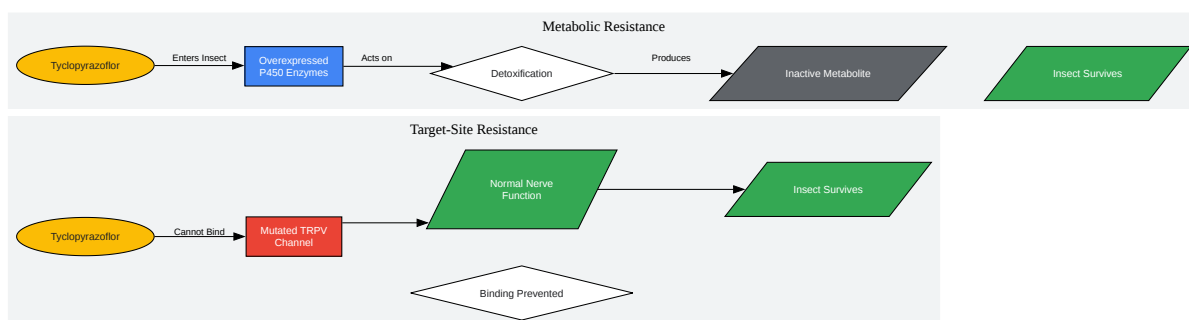 Metabolic Resistance
Tyclopyrazoflor
Enters Insect
Overexpressed
P450 Enzymes
Acts on
Detoxification
Produces
Inactive Metabolite
Insect Survives
Target-Site Resistance
Tyclopyrazoflor
Cannot Bind
Mutated TRPV
Channel
Normal Nerve
Function
Insect Survives
Binding Prevented